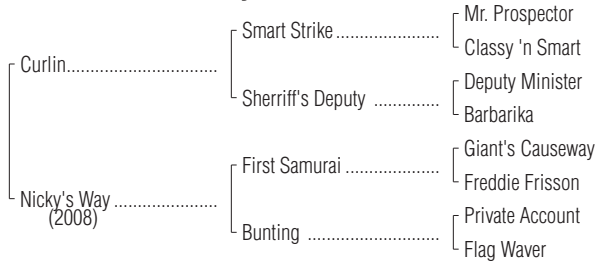 Mr. Prospector
Smart Strike......................
Classy 'n Smart
Curlin................................
Deputy Minister
Sherriff's Deputy ..............
Barbarika
Giant's Causeway
First Samurai ....................
Freddie Frisson
Nicky's Way ......................
(2008)
Private Account
Bunting ............................
Flag Waver